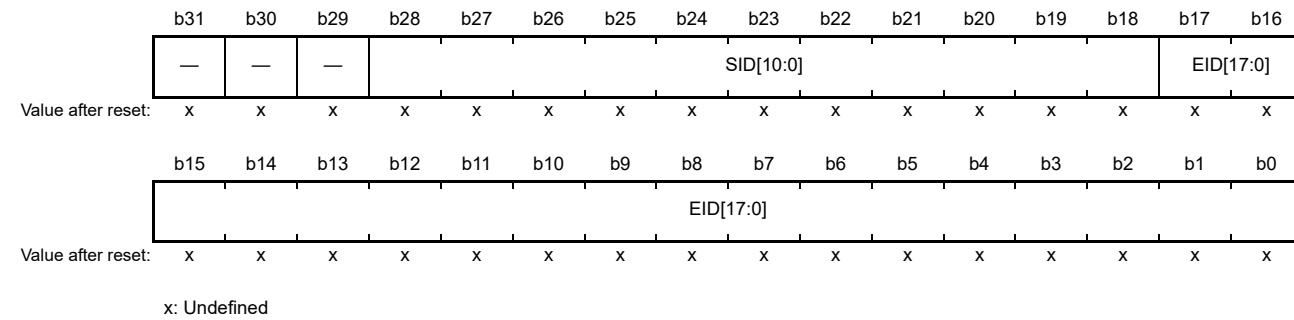 b31 b30 b29 b28 b27 b26 b25 b24 b23 b22 b21 b20 b19 b18 b17 b16
— — — SID[10:0] EID[17:0]
Value after reset: x x x x x x x x x x x x x x x x
b15 b14 b13 b12 b11 b10 b9 b8 b7 b6 b5 b4 b3 b2 b1 b0
EID[17:0]
Value after reset: x x x x x x x x x x x x x x x x
x: Undefined